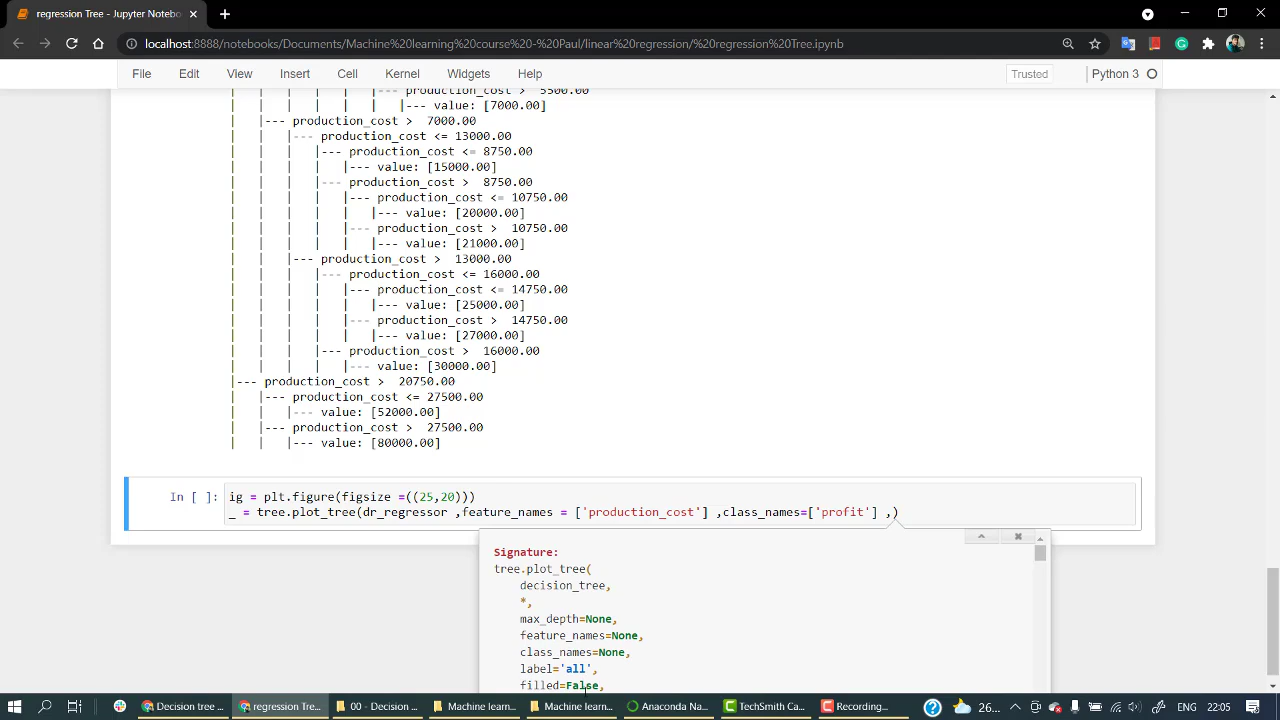 regression Tree - Jupyter Notebo
localhost:8888/notebooks/Documents/Machine%20learning%20course%20-%20Paul/linear%20regression/%20regression%20Tree.ipynb
File Edit View Insert Cell Kernel Widgets Help Trusted Python 3
| | | | | |--- production_cost > 5500.00
| | | | | | |--- value: [7000.00]
| |--- production_cost > 7000.00
| | |--- production_cost <= 13000.00
| | | |--- production_cost <= 8750.00
| | | | |--- value: [15000.00]
| | | |--- production_cost > 8750.00
| | | | |--- production_cost <= 10750.00
| | | | | |--- value: [20000.00]
| | | | |--- production_cost > 10750.00
| | | | | |--- value: [21000.00]
| | |--- production_cost > 13000.00
| | | |--- production_cost <= 16000.00
| | | | |--- production_cost <= 14750.00
| | | | | |--- value: [25000.00]
| | | | |--- production_cost > 14750.00
| | | | | |--- value: [27000.00]
| | | |--- production_cost > 16000.00
| | | | |--- value: [30000.00]
|--- production_cost > 20750.00
| |--- production_cost <= 27500.00
| | |--- value: [52000.00]
| |--- production_cost > 27500.00
| | |--- value: [80000.00]
In [ ]: ig = plt.figure(figsize =((25,20)))
_ = tree.plot_tree(dr_regressor ,feature_names = ['production_cost'] ,class_names=['profit'] ,)
Signature:
tree.plot_tree(
decision_tree,
*,
max_depth=None,
feature_names=None,
class_names=None,
label='all',
filled=False,
Decision tree ... regression Tre... 00 - Decision ... Machine learn... Machine learn... Anaconda Na... TechSmith Ca... Recording... 26... ENG 22:05